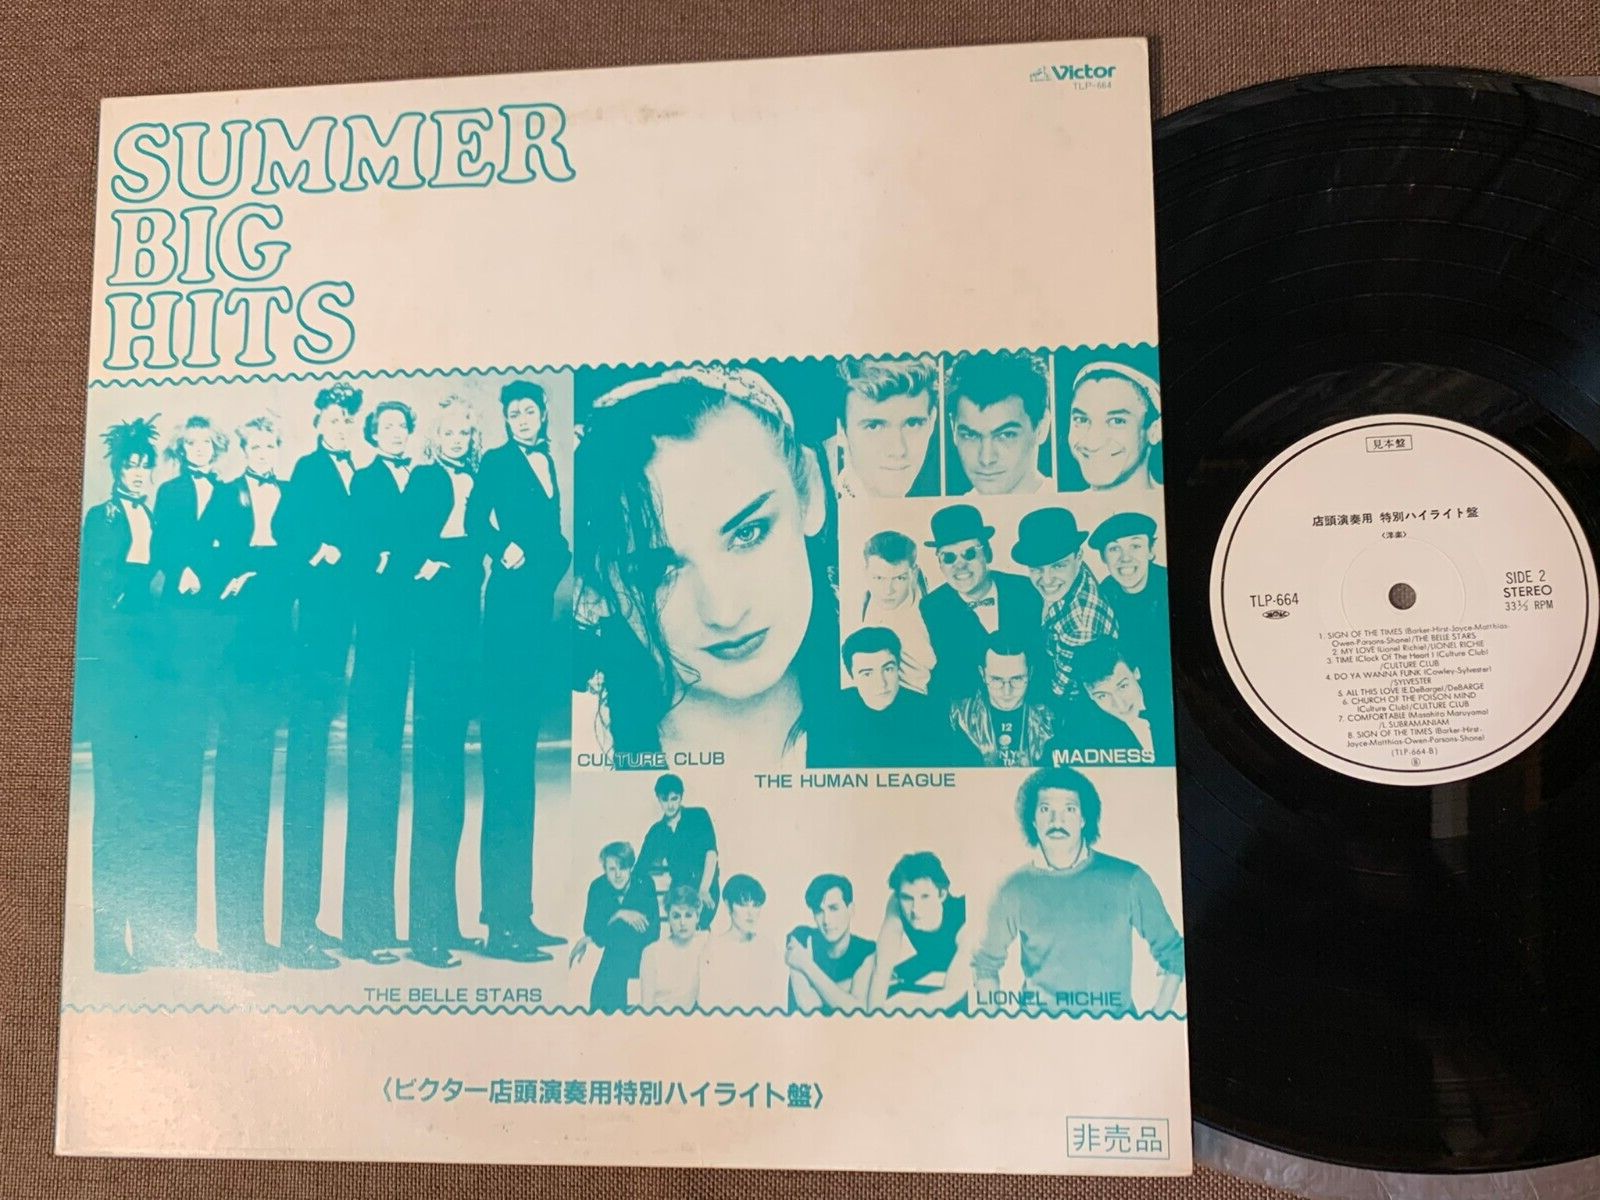 Victor
TLP-664
SUMMER
BIG
HITS
CULTURE CLUB
MADNESS
THE HUMAN LEAGUE
THE BELLE STARS
LIONEL RICHIE
〈ビクター店頭演奏用特別ハイライト盤〉
非売品
見本盤
店頭演奏用 特別ハイライト盤
〈洋楽〉
TLP-664
SIDE 2
STEREO
33⅓ RPM
1. SIGN OF THE TIMES (Barker-Hirst-Joyce-Matthias-
Owen-Parsons-Shone)/THE BELLE STARS
2. MY LOVE (Lionel Richie)/LIONEL RICHIE
3. TIME (Clock Of The Heart) (Culture Club)
/CULTURE CLUB
4. DO YA WANNA FUNK (Cowley-Sylvester)
/SYLVESTER
5. ALL THIS LOVE (E.DeBarge)/DeBARGE
6. CHURCH OF THE POISON MIND
(Culture Club)/CULTURE CLUB
7. COMFORTABLE (Masahito Maruyama)
/L.SUBRAMANIAM
8. SIGN OF THE TIMES (Barker-Hirst-
Joyce-Matthias-Owen-Parsons-Shone)
(TLP-664-B)